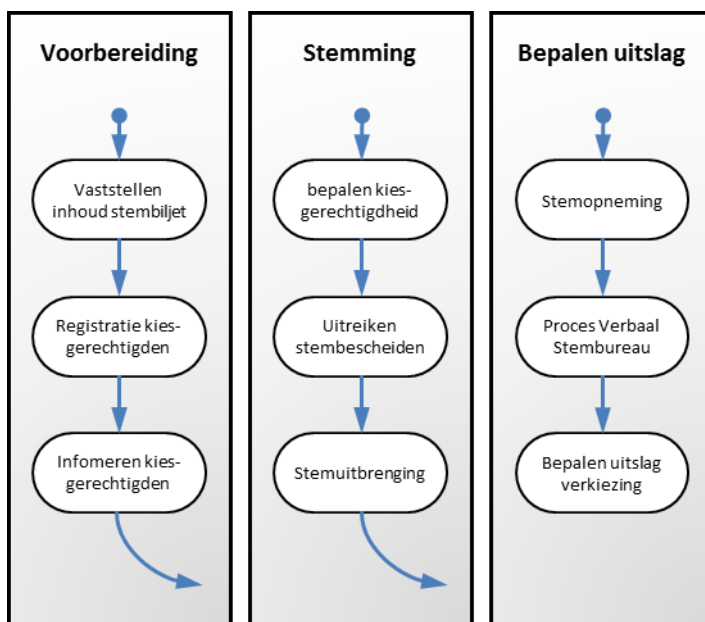 Voorbereiding
Vaststellen
inhoud stembiljet
Registratie kies-
gerechtigden
Infomeren kies-
gerechtigden
Stemming
bepalen kies-
gerechtigdheid
Uitreiken
stembescheiden
Stemuitbrenging
Bepalen uitslag
Stemopneming
Proces Verbaal
Stembureau
Bepalen uitslag
verkiezing